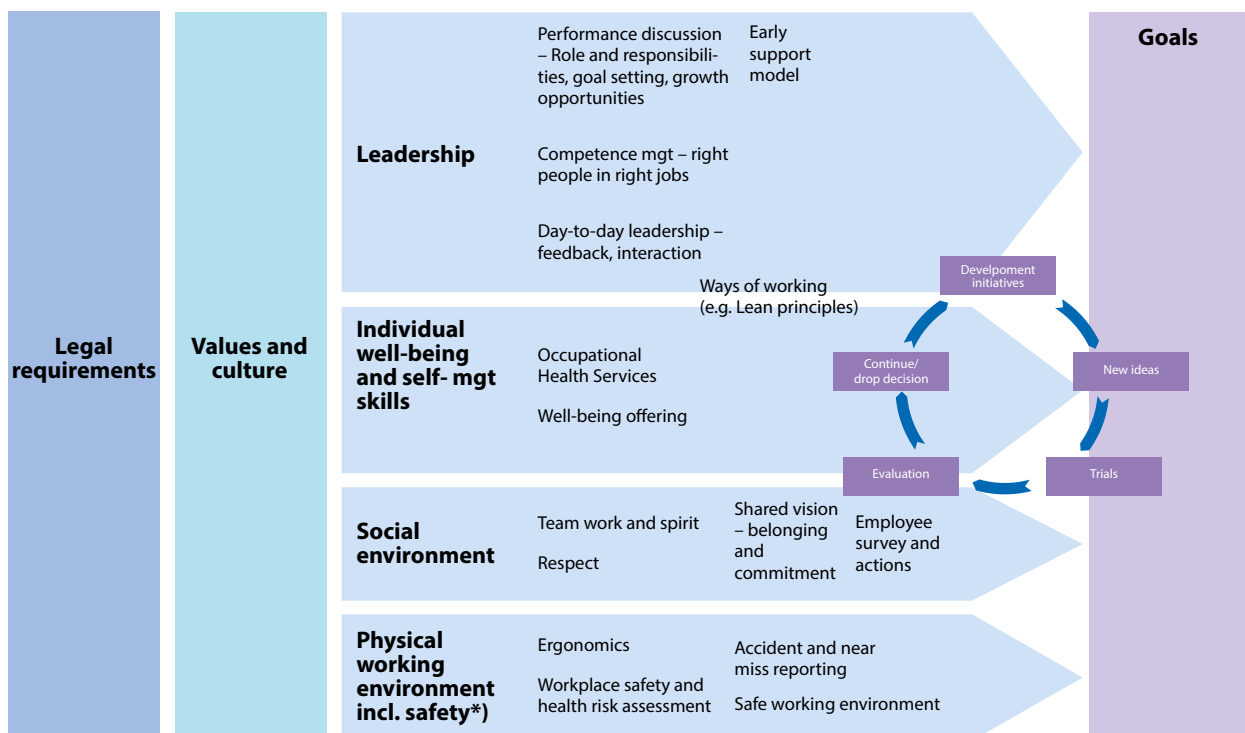 Legal
requirements
Values and
culture
Leadership
Performance discussion
– Role and responsibili-
ties, goal setting, growth
opportunities
Early
support
model
Competence mgt – right
people in right jobs
Day-to-day leadership –
feedback, interaction
Ways of working
(e.g. Lean principles)
Individual
well-being
and self- mgt
skills
Occupational
Health Services
Well-being offering
Develpoment
initiatives
New ideas
Trials
Evaluation
Continue/
drop decision
Social
environment
Team work and spirit
Respect
Shared vision
– belonging
and
commitment
Employee
survey and
actions
Physical
working
environment
incl. safety*)
Ergonomics
Workplace safety and
health risk assessment
Accident and near
miss reporting
Safe working environment
Goals